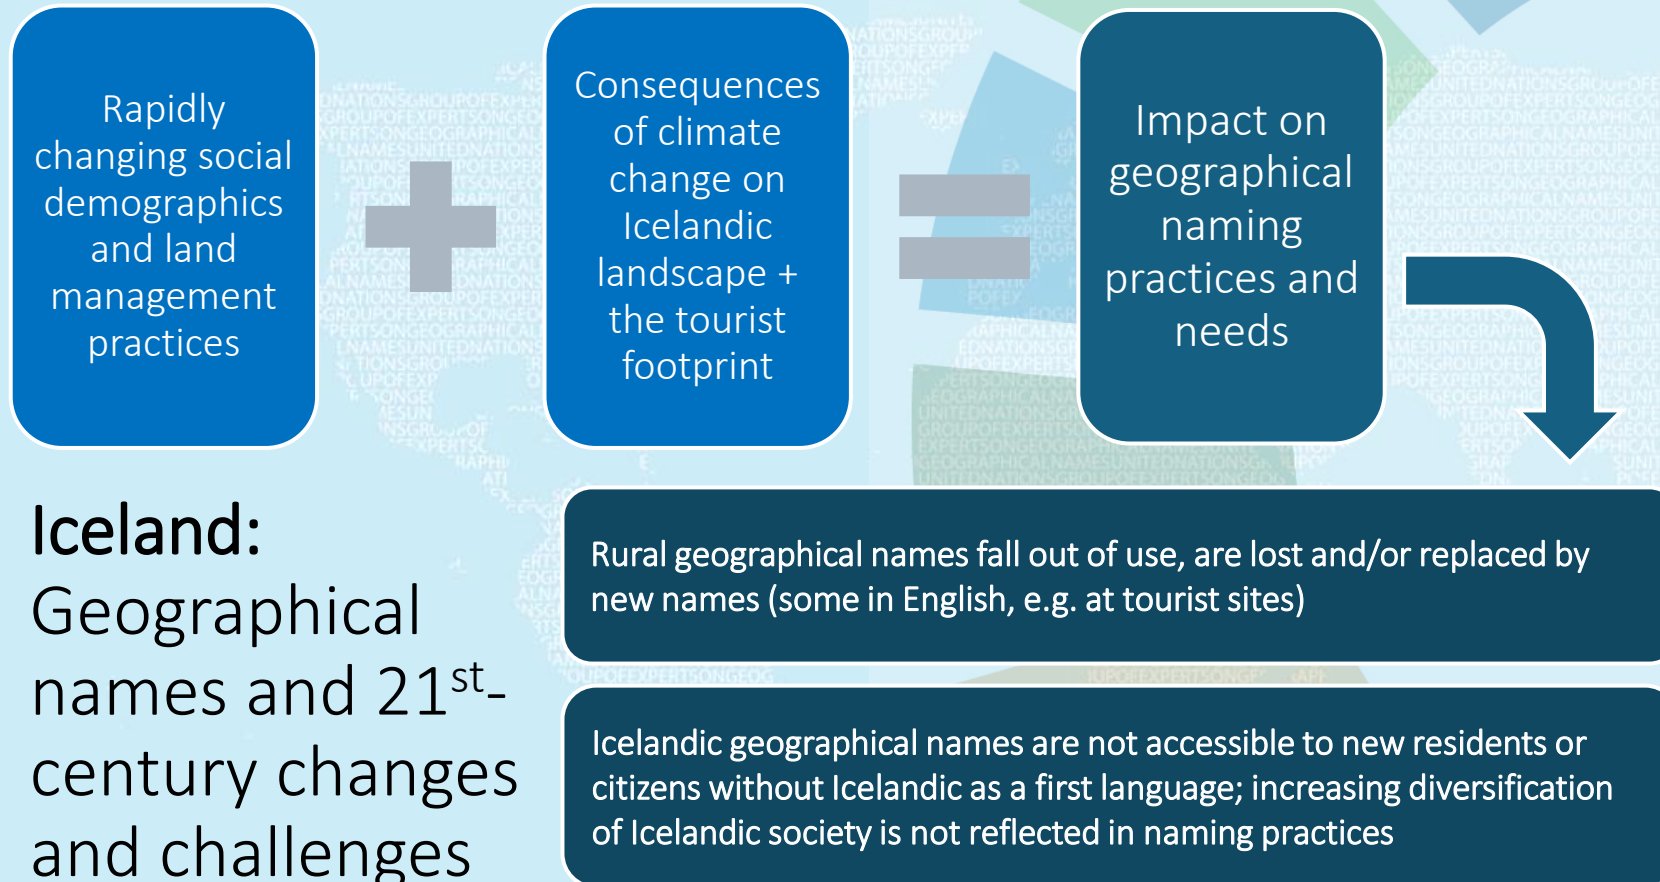 Rapidly
changing social
demographics
and land
management
practices
+
Consequences
of climate
change on
Icelandic
landscape +
the tourist
footprint
=
Impact on
geographical
naming
practices and
needs
Iceland:
Geographical
names and 21st-
century changes
and challenges
Rural geographical names fall out of use, are lost and/or replaced by
new names (some in English, e.g. at tourist sites)
Icelandic geographical names are not accessible to new residents or
citizens without Icelandic as a first language; increasing diversification
of Icelandic society is not reflected in naming practices